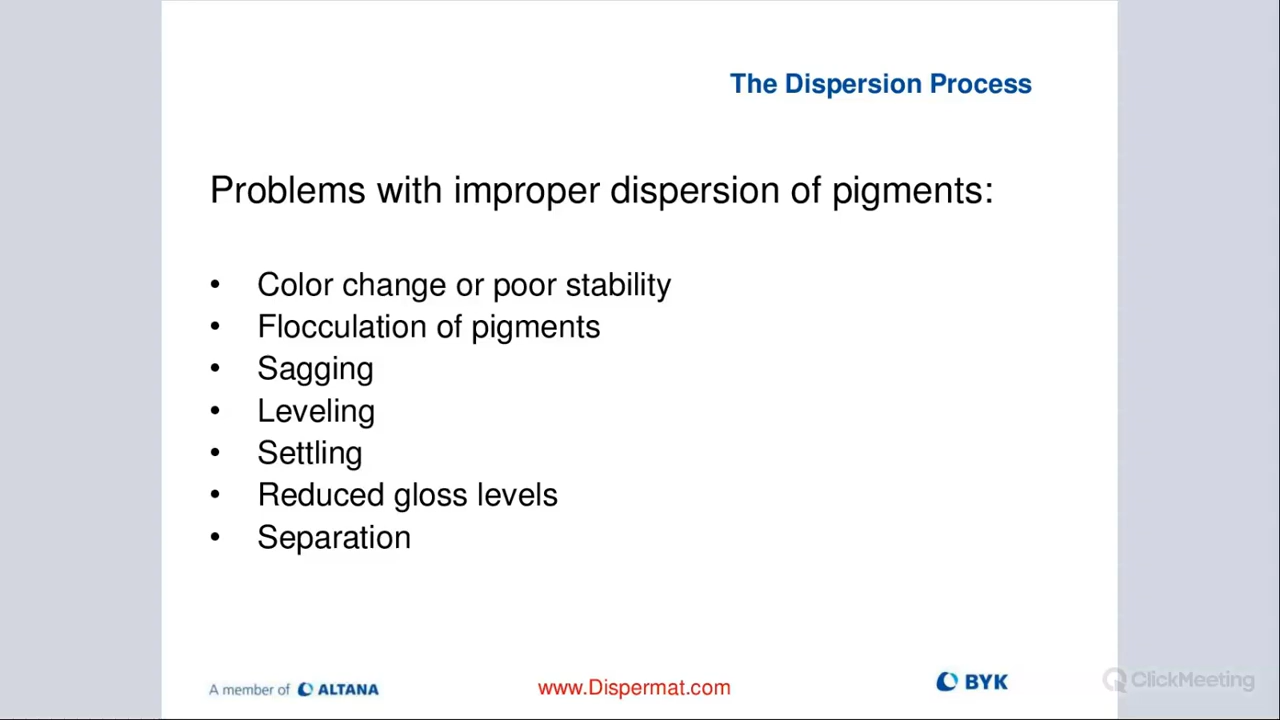 The Dispersion Process
Problems with improper dispersion of pigments:
• Color change or poor stability
• Flocculation of pigments
• Sagging
• Leveling
• Settling
• Reduced gloss levels
• Separation
A member of ALTANA
www.Dispermat.com
BYK
ClickMeeting